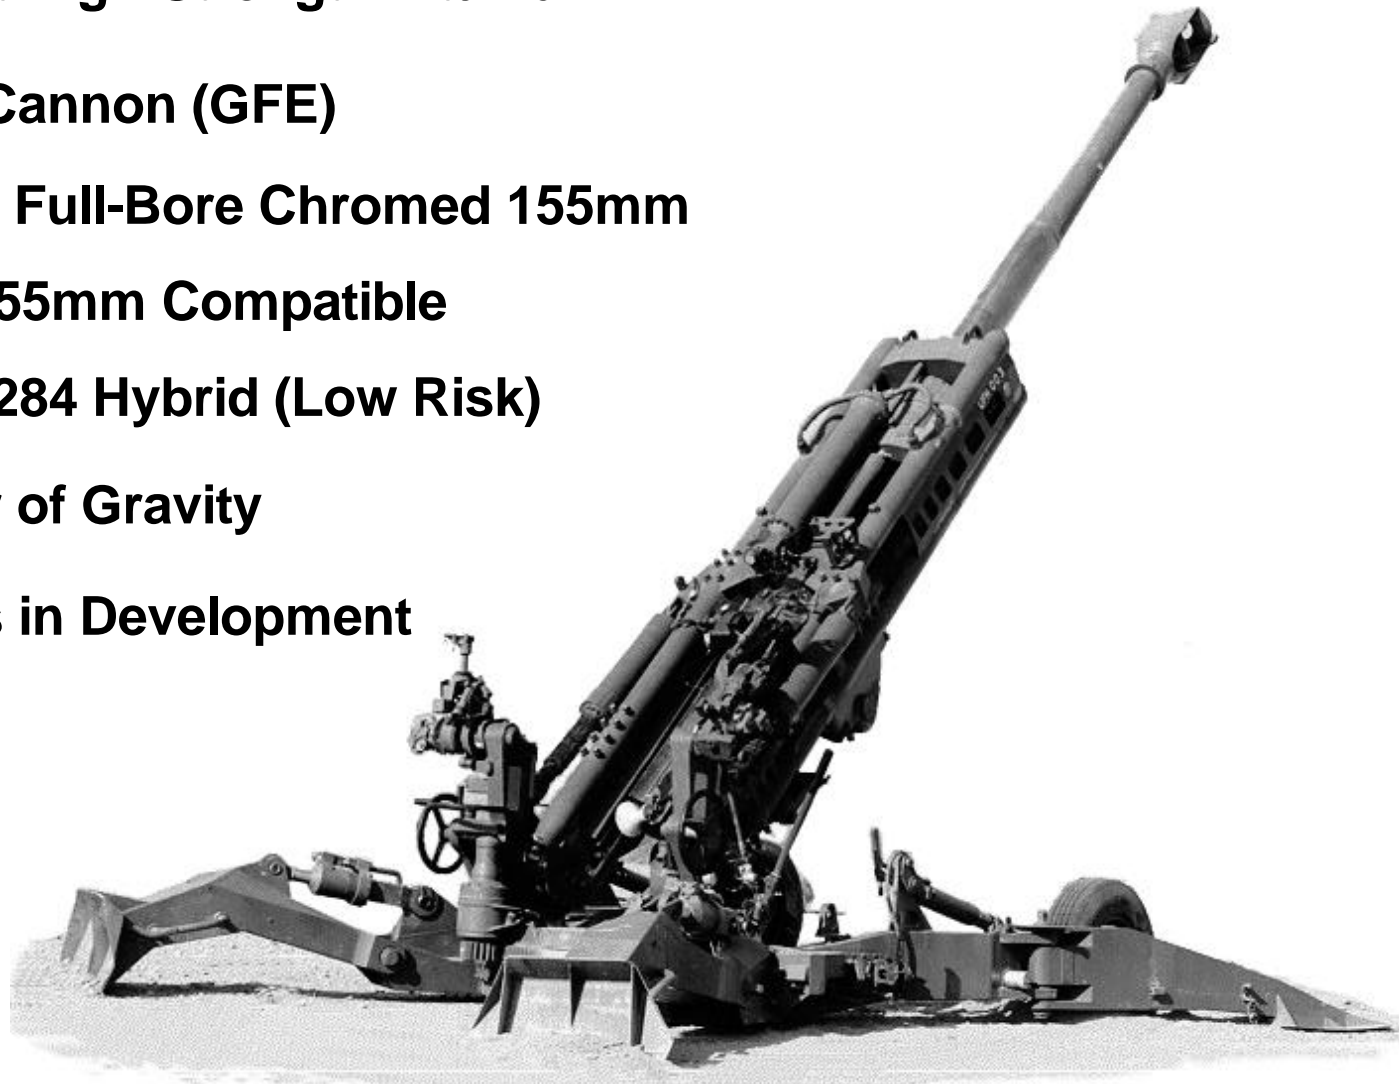 Cannon (GFE)
Full-Bore Chromed 155mm
55mm Compatible
284 Hybrid (Low Risk)
of Gravity
in Development